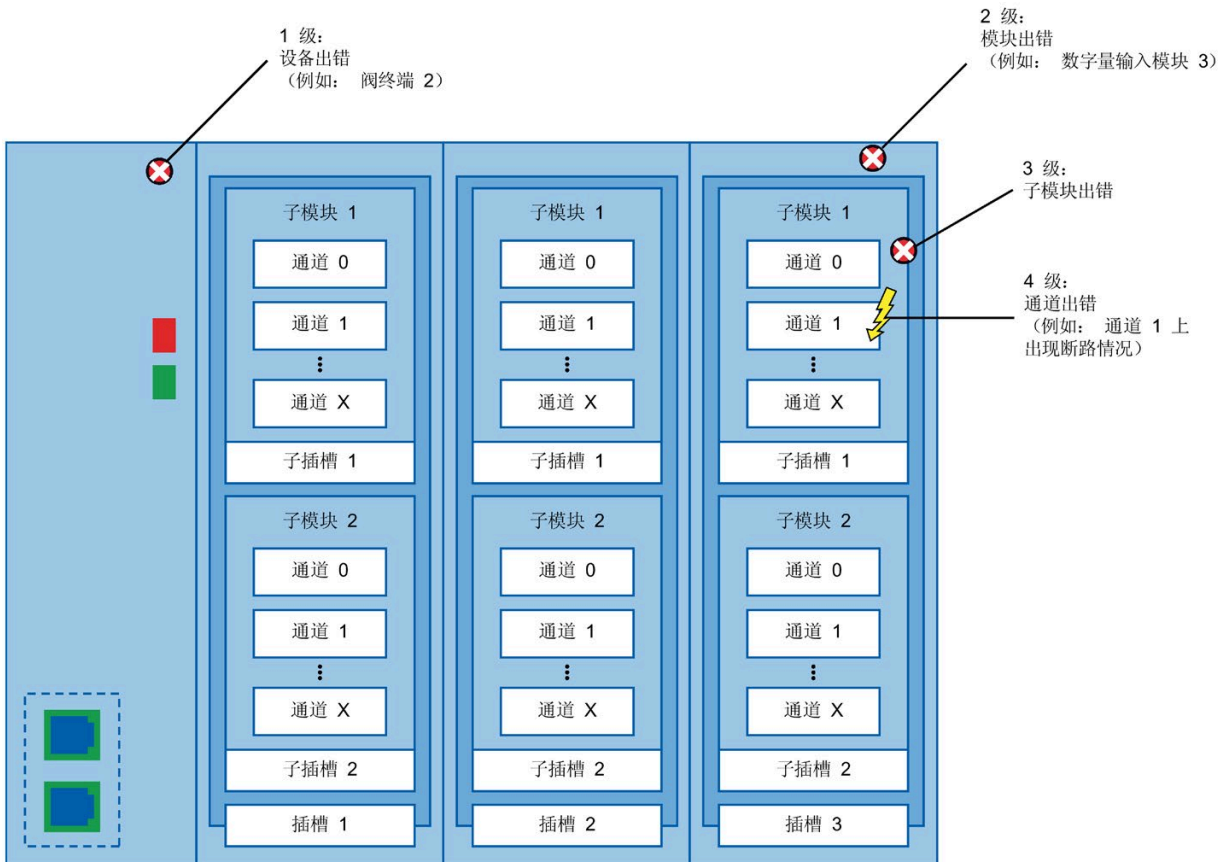 1 级：
设备出错
（例如： 阀终端 2）
2 级：
模块出错
（例如： 数字量输入模块 3）
3 级：
子模块出错
4 级：
通道出错
（例如： 通道 1 上
出现断路情况）
子模块 1
通道 0
通道 1
通道 X
子插槽 1
子模块 2
通道 0
通道 1
通道 X
子插槽 2
插槽 1
子模块 1
通道 0
通道 1
通道 X
子插槽 1
子模块 2
通道 0
通道 1
通道 X
子插槽 2
插槽 2
子模块 1
通道 0
通道 1
通道 X
子插槽 1
子模块 2
通道 0
通道 1
通道 X
子插槽 2
插槽 3